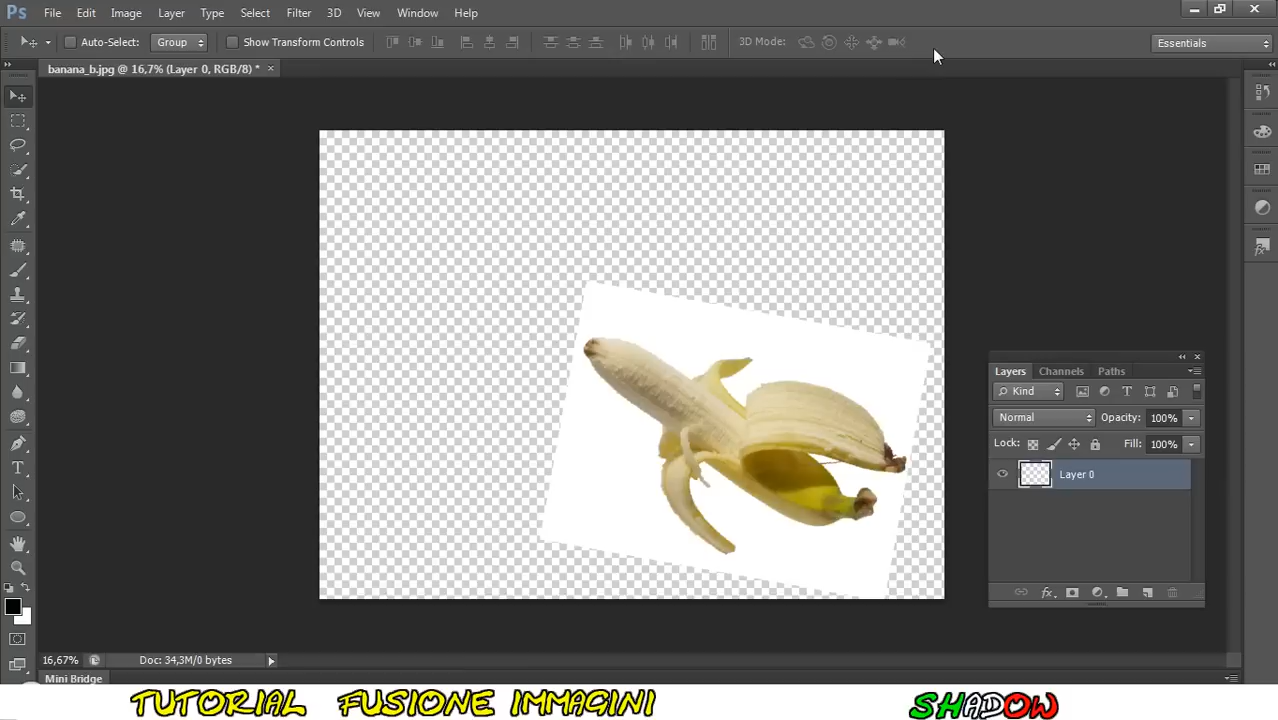 Ps File Edit Image Layer Type Select Filter 3D View Window Help
Auto-Select: Group Show Transform Controls 3D Mode: Essentials
banana_b.jpg @ 16,7% (Layer 0, RGB/8) * ×
Layers Channels Paths
Kind T
Normal Opacity: 100%
Lock: Fill: 100%
Layer 0
fx
T
16,67% Doc: 34,3M/0 bytes
Mini Bridge
TUTORIAL FUSIONE IMMAGINI SHADOW